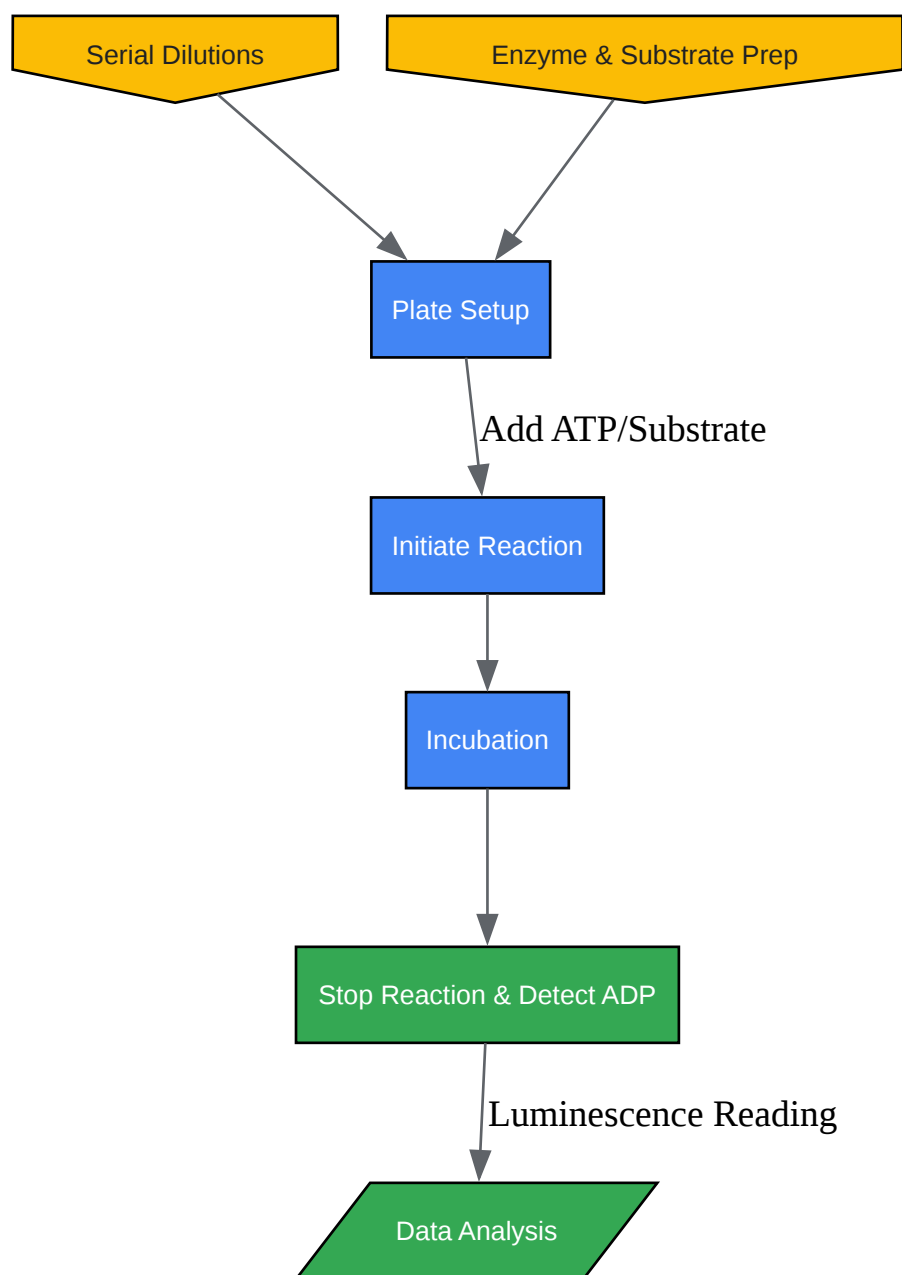 Serial Dilutions
Enzyme & Substrate Prep
Plate Setup
Add ATP/Substrate
Initiate Reaction
Incubation
Stop Reaction & Detect ADP
Luminescence Reading
Data Analysis